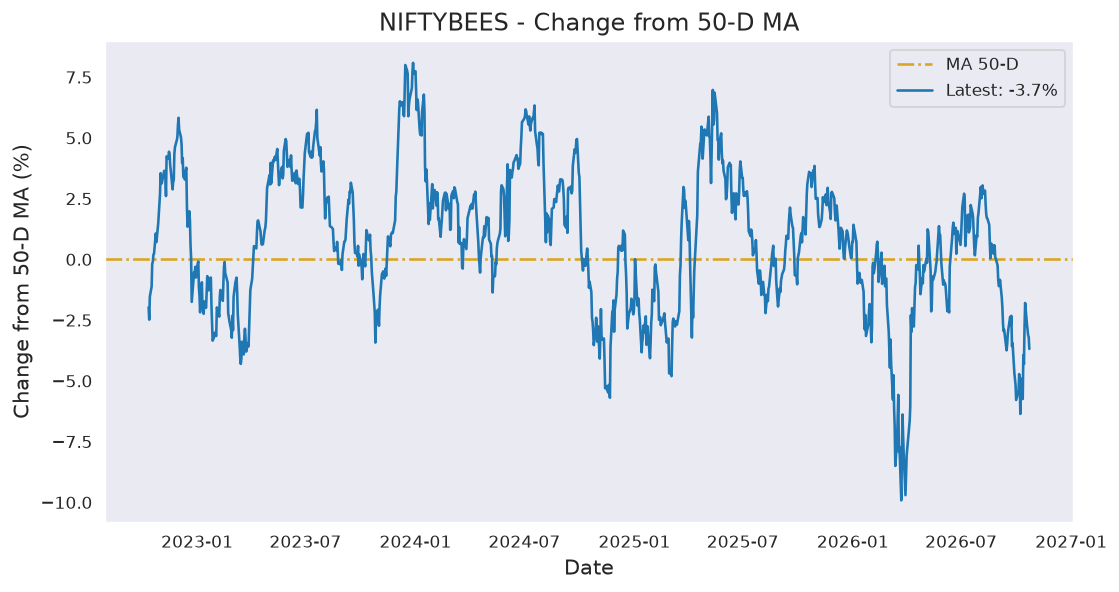 NIFTYBEES - Change from 50-D MA
MA 50-D
Latest: -3.7%
Change from 50-D MA (%)
7.5
5.0
2.5
0.0
−2.5
−5.0
−7.5
−10.0
2023-01 2023-07 2024-01 2024-07 2025-01 2025-07 2026-01 2026-07 2027-01
Date